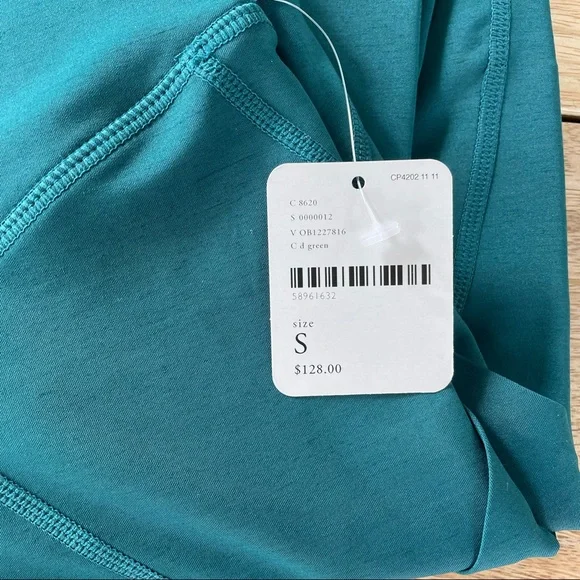 CP4202 11 11
C 8620
S 0000012
V OB1227816
C d green
58961632
size
S
$128.00